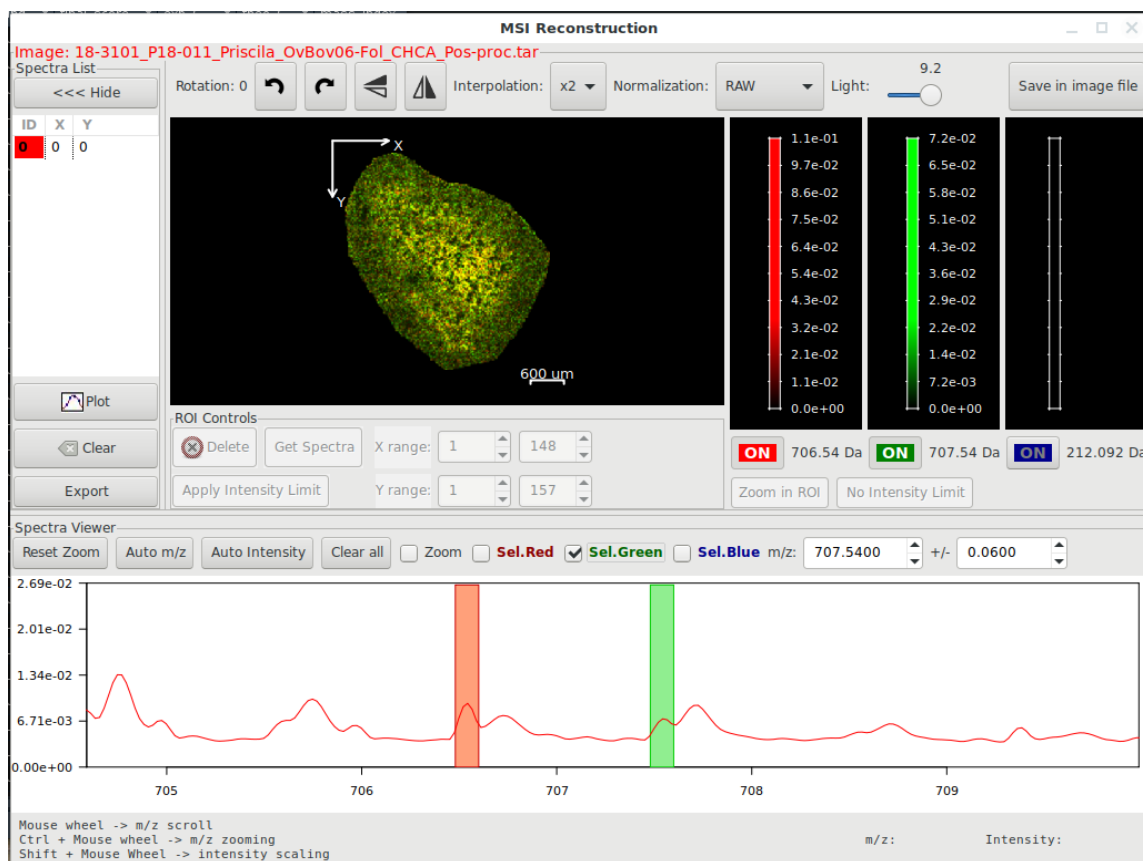 MSI Reconstruction
Image: 18-3101_P18-011_Priscila_OvBov06-Fol_CHCA_Pos-proc.tar
Spectra List
<<< Hide
Rotation: 0
Interpolation:
x2
Normalization:
RAW
Light:
9.2
Save in image file
ID X Y
0 0 0
X
Y
600 um
1.1e-01
9.7e-02
8.6e-02
7.5e-02
6.4e-02
5.4e-02
4.3e-02
3.2e-02
2.1e-02
1.1e-02
0.0e+00
7.2e-02
6.5e-02
5.8e-02
5.1e-02
4.3e-02
3.6e-02
2.9e-02
2.2e-02
1.4e-02
7.2e-03
0.0e+00
Plot
Clear
Export
ROI Controls
Delete
Get Spectra
X range:
1
148
Apply Intensity Limit
Y range:
1
157
ON 706.54 Da
ON 707.54 Da
ON 212.092 Da
Zoom in ROI
No Intensity Limit
Spectra Viewer
Reset Zoom
Auto m/z
Auto Intensity
Clear all
Zoom
Sel.Red
Sel.Green
Sel.Blue
m/z:
707.5400
+/-
0.0600
2.69e-02
2.01e-02
1.34e-02
6.71e-03
0.00e+00
705 706 707 708 709
Mouse wheel -> m/z scroll
Ctrl + Mouse wheel -> m/z zooming
Shift + Mouse Wheel -> intensity scaling
m/z:
Intensity: